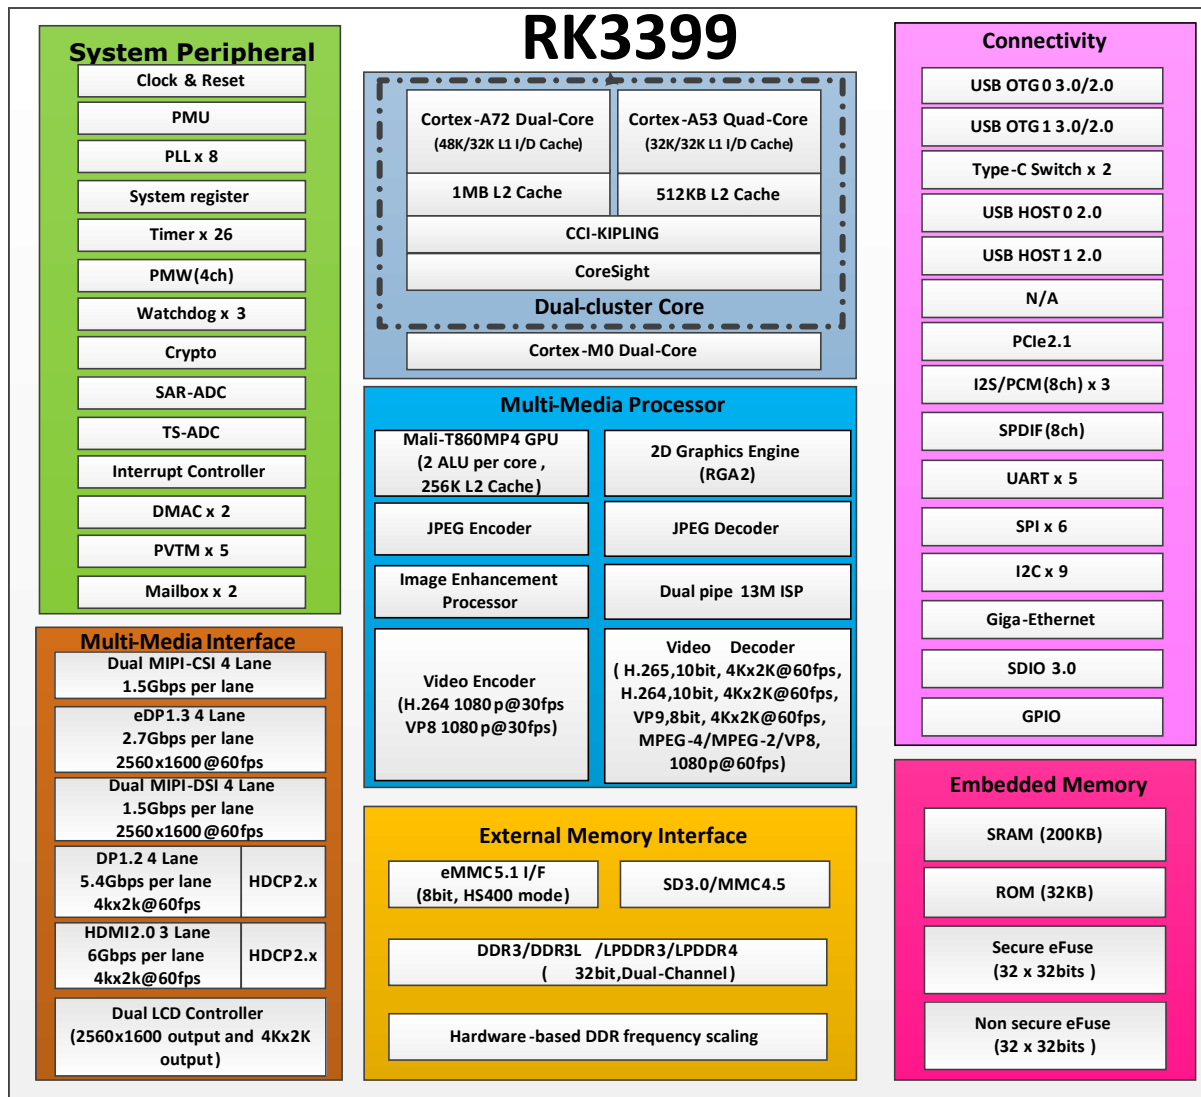 RK3399
System Peripheral
Clock & Reset
PMU
PLL x 8
System register
Timer x 26
PMW(4ch)
Watchdog x 3
Crypto
SAR-ADC
TS-ADC
Interrupt Controller
DMAC x 2
PVTM x 5
Mailbox x 2
Multi-Media Interface
Dual MIPI-CSI 4 Lane
1.5Gbps per lane
eDP1.3 4 Lane
2.7Gbps per lane
2560x1600@60fps
Dual MIPI-DSI 4 Lane
1.5Gbps per lane
2560x1600@60fps
DP1.2 4 Lane
5.4Gbps per lane
4kx2k@60fps
HDCP2.x
HDMI2.0 3 Lane
6Gbps per lane
4kx2k@60fps
HDCP2.x
Dual LCD Controller
(2560x1600 output and 4Kx2K
output)
Cortex-A72 Dual-Core
(48K/32K L1 I/D Cache)
Cortex-A53 Quad-Core
(32K/32K L1 I/D Cache)
1MB L2 Cache
512KB L2 Cache
CCI-KIPLING
CoreSight
Dual-cluster Core
Cortex-M0 Dual-Core
Multi-Media Processor
Mali-T860MP4 GPU
(2 ALU per core ,
256K L2 Cache)
2D Graphics Engine
(RGA2)
JPEG Encoder
JPEG Decoder
Image Enhancement
Processor
Dual pipe 13M ISP
Video Encoder
(H.264 1080p@30fps
VP8 1080p@30fps)
Video Decoder
( H.265,10bit, 4Kx2K@60fps,
H.264,10bit, 4Kx2K@60fps,
VP9,8bit, 4Kx2K@60fps,
MPEG-4/MPEG-2/VP8,
1080p@60fps)
External Memory Interface
eMMC5.1 I/F
(8bit, HS400 mode)
SD3.0/MMC4.5
DDR3/DDR3L /LPDDR3/LPDDR4
( 32bit,Dual-Channel)
Hardware-based DDR frequency scaling
Connectivity
USB OTG0 3.0/2.0
USB OTG1 3.0/2.0
Type-C Switch x 2
USB HOST0 2.0
USB HOST1 2.0
N/A
PCIe2.1
I2S/PCM(8ch) x 3
SPDIF(8ch)
UART x 5
SPI x 6
I2C x 9
Giga-Ethernet
SDIO 3.0
GPIO
Embedded Memory
SRAM (200KB)
ROM (32KB)
Secure eFuse
(32 x 32bits )
Non secure eFuse
(32 x 32bits )